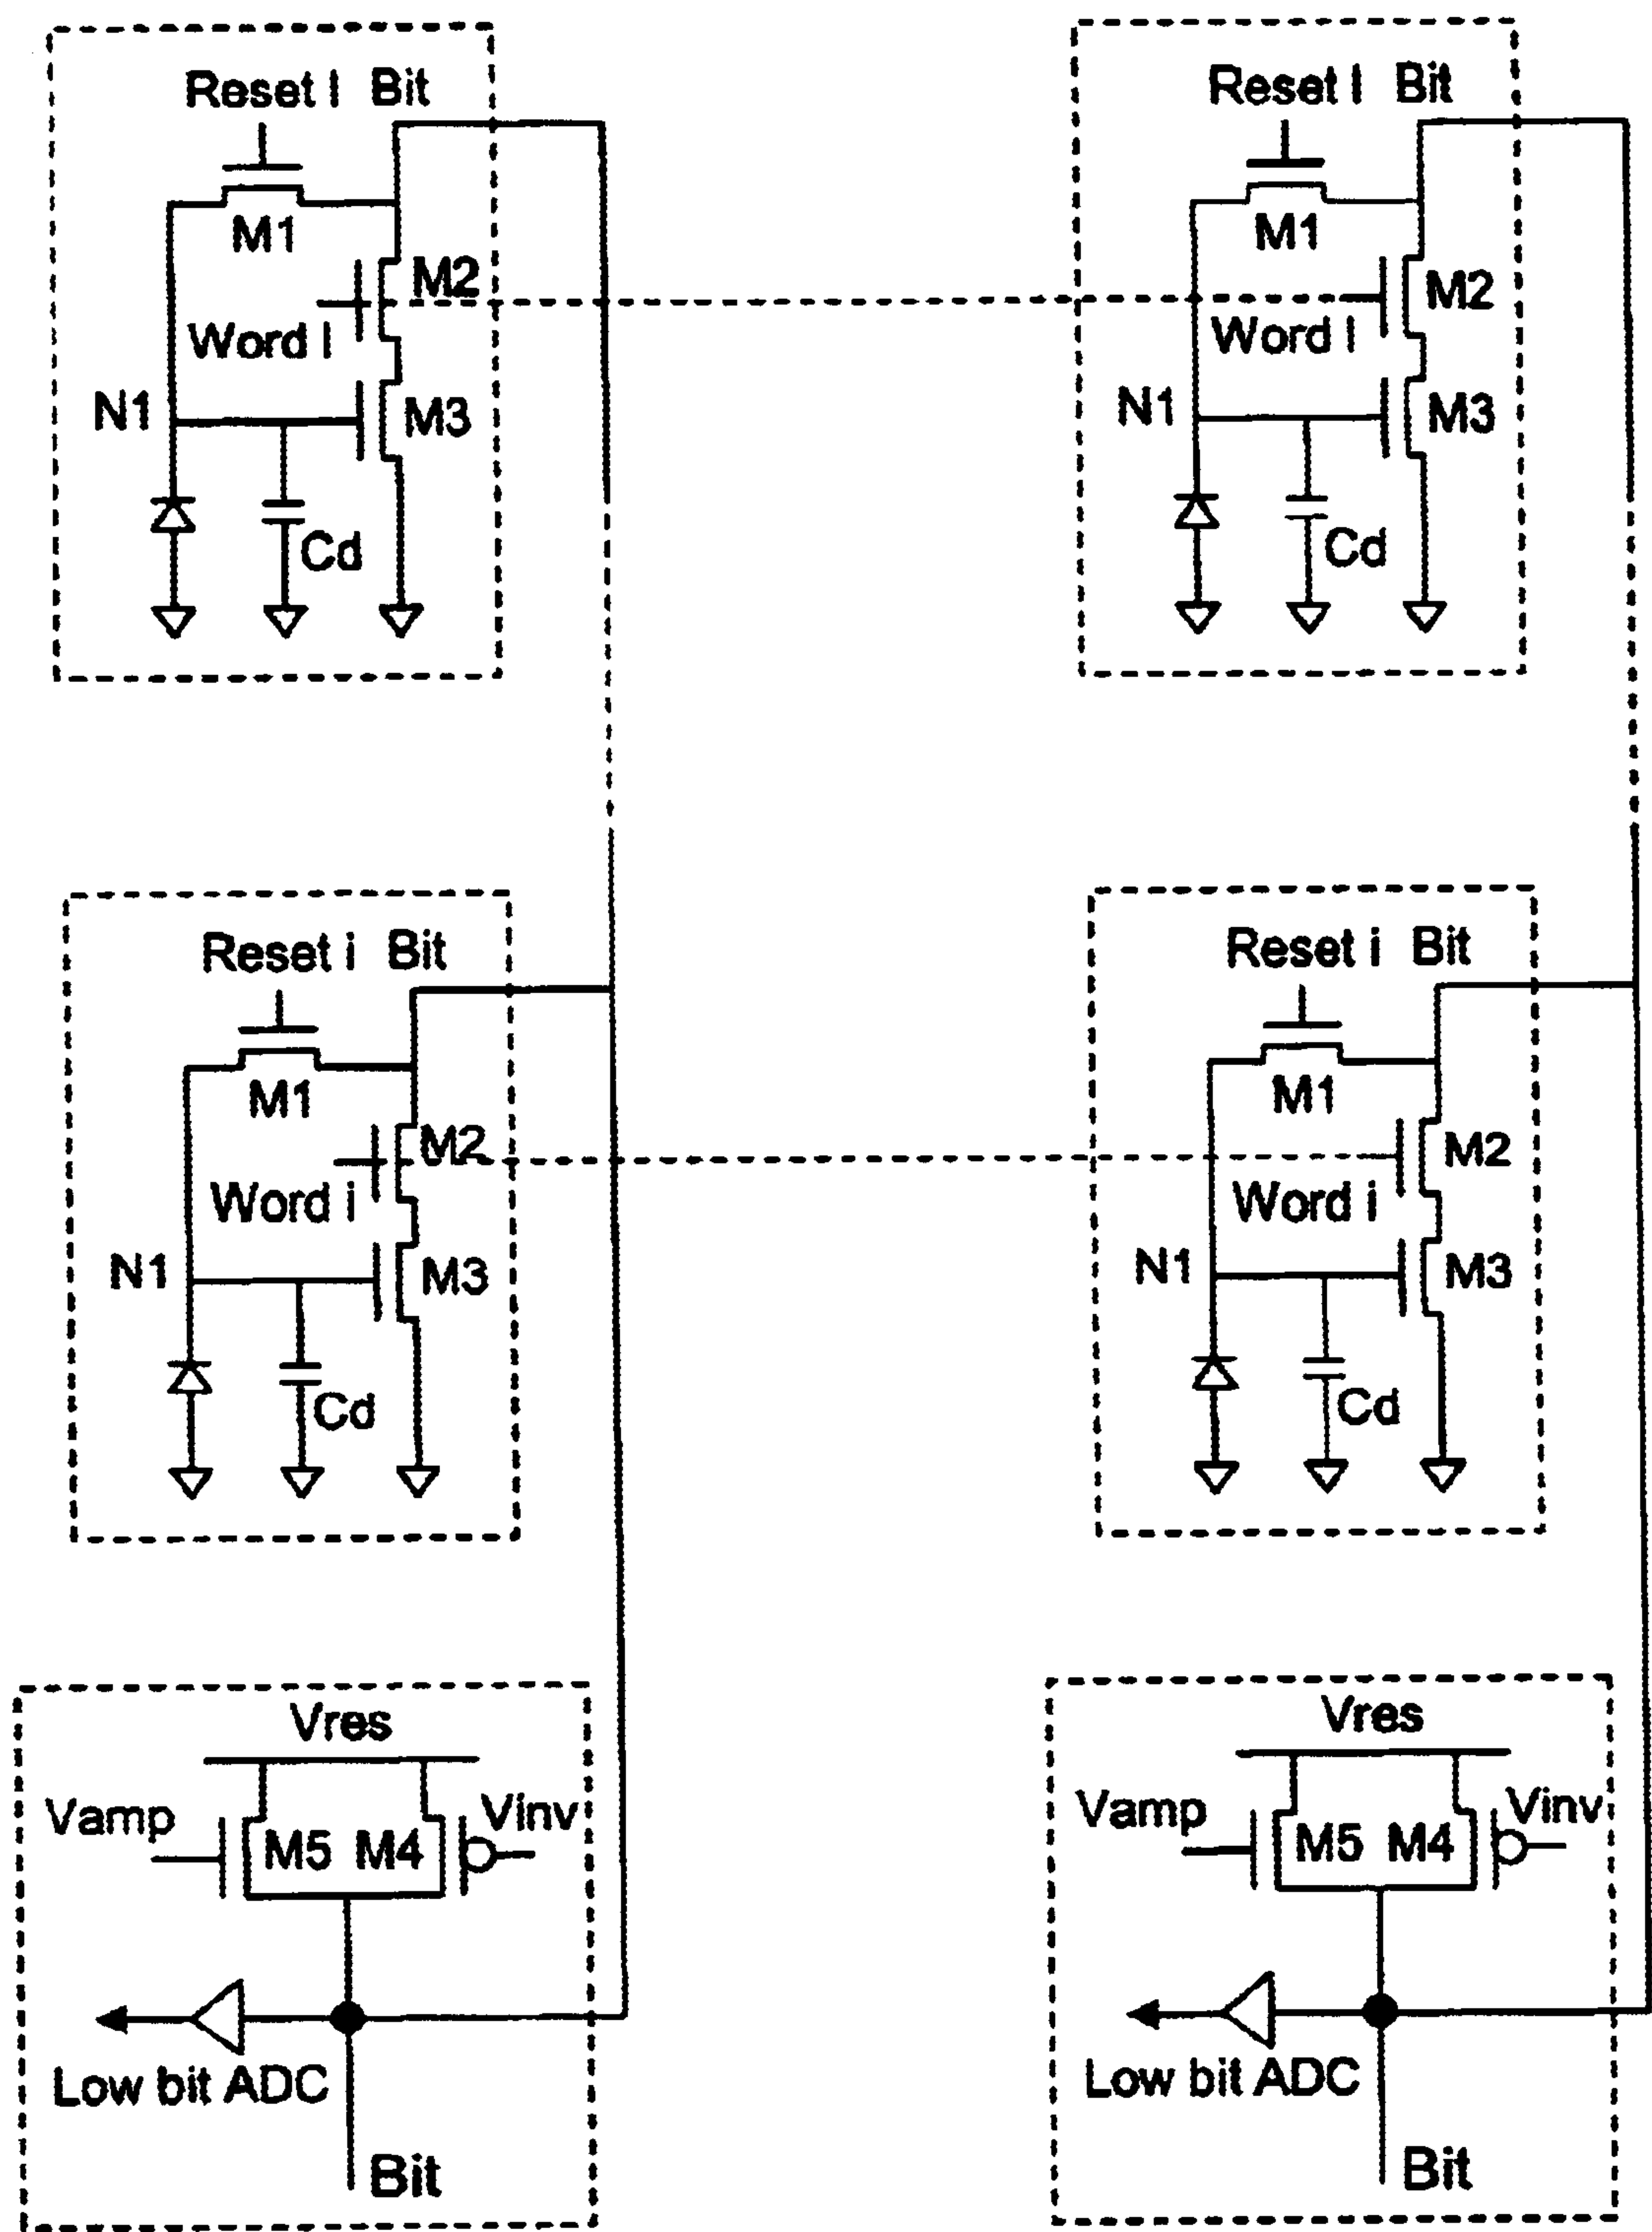 Reset I Bit
M1
M2
Word I
N1
M3
Cd
Reset I Bit
M1
M2
Word I
N1
M3
Cd
Reset i Bit
M1
M2
Word i
N1
M3
Cd
Reset i Bit
M1
M2
Word i
N1
M3
Cd
Vres
Vamp
Vinv
M5 M4
Low bit ADC
Bit
Vres
Vamp
Vinv
M5 M4
Low bit ADC
Bit